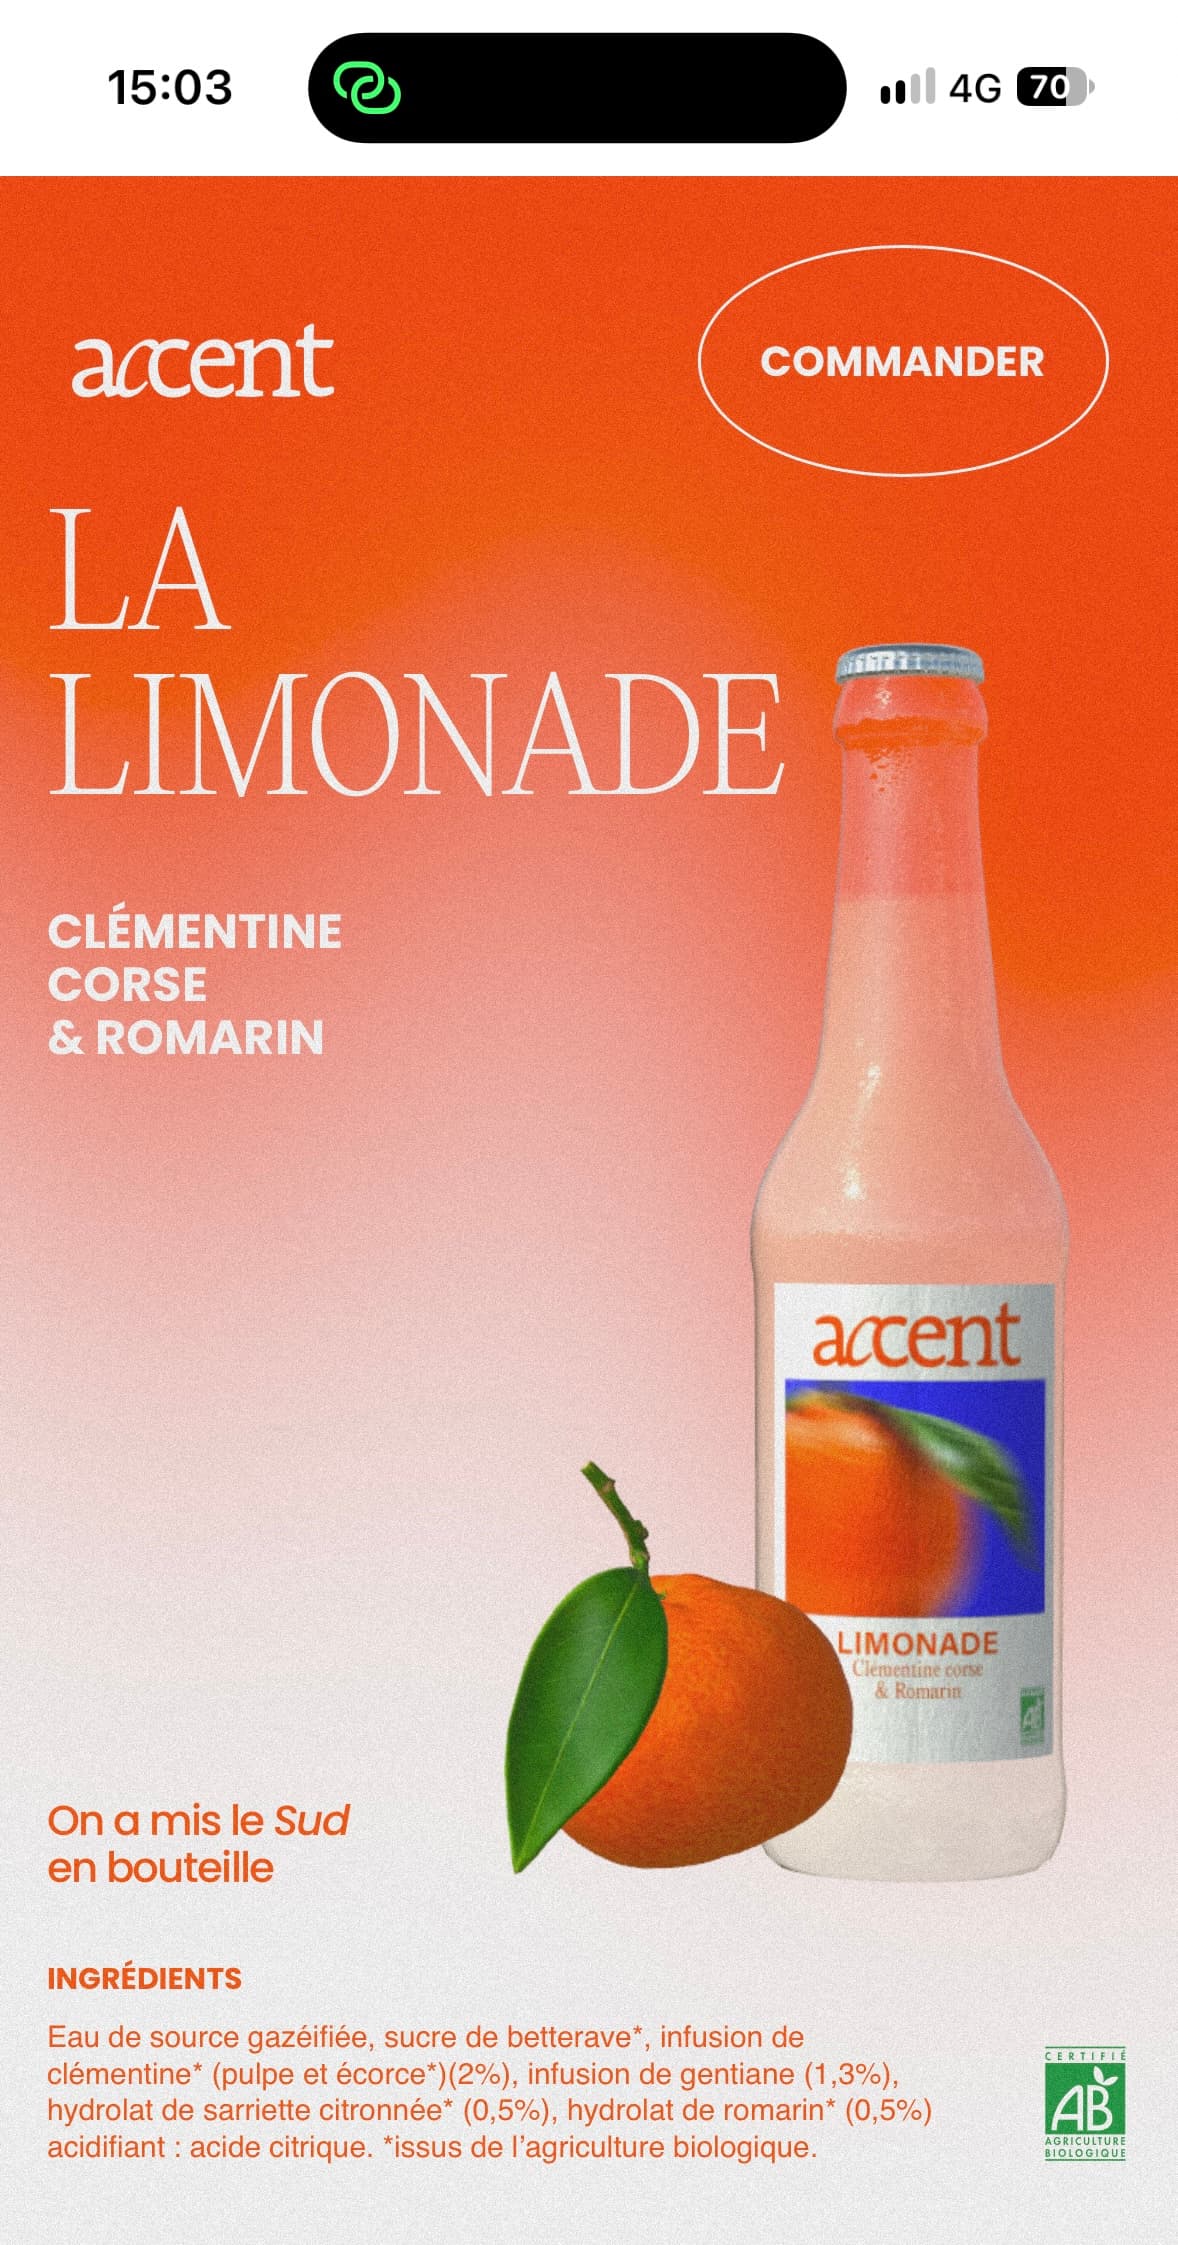 15:03
4G
70
accent
COMMANDER
LA
LIMONADE
CLÉMENTINE
CORSE
& ROMARIN
accent
LIMONADE
Clémentine corse
& Romarin
AB
On a mis le Sud
en bouteille
INGRÉDIENTS
Eau de source gazéifiée, sucre de betterave*, infusion de
clémentine* (pulpe et écorce*)(2%), infusion de gentiane (1,3%),
hydrolat de sarriette citronnée* (0,5%), hydrolat de romarin* (0,5%)
acidifiant : acide citrique. *issus de l’agriculture biologique.
CERTIFIÉ
AB
AGRICULTURE
BIOLOGIQUE